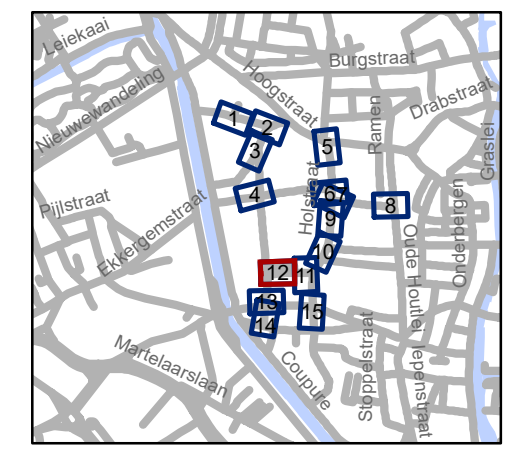 Leiekaai
Burgstraat
Hoogstraat
Nieuwewandeling
Drabstraat
Ramen
Graslei
1
2
3
5
4
6
7
8
9
Holstraat
Pijlstraat
Ekkergemstraat
Onderbergen
10
Oude Houtlei
12
11
13
14
15
Martelaarslaan
Coupure
Stoppelstraat
Iepenstraat